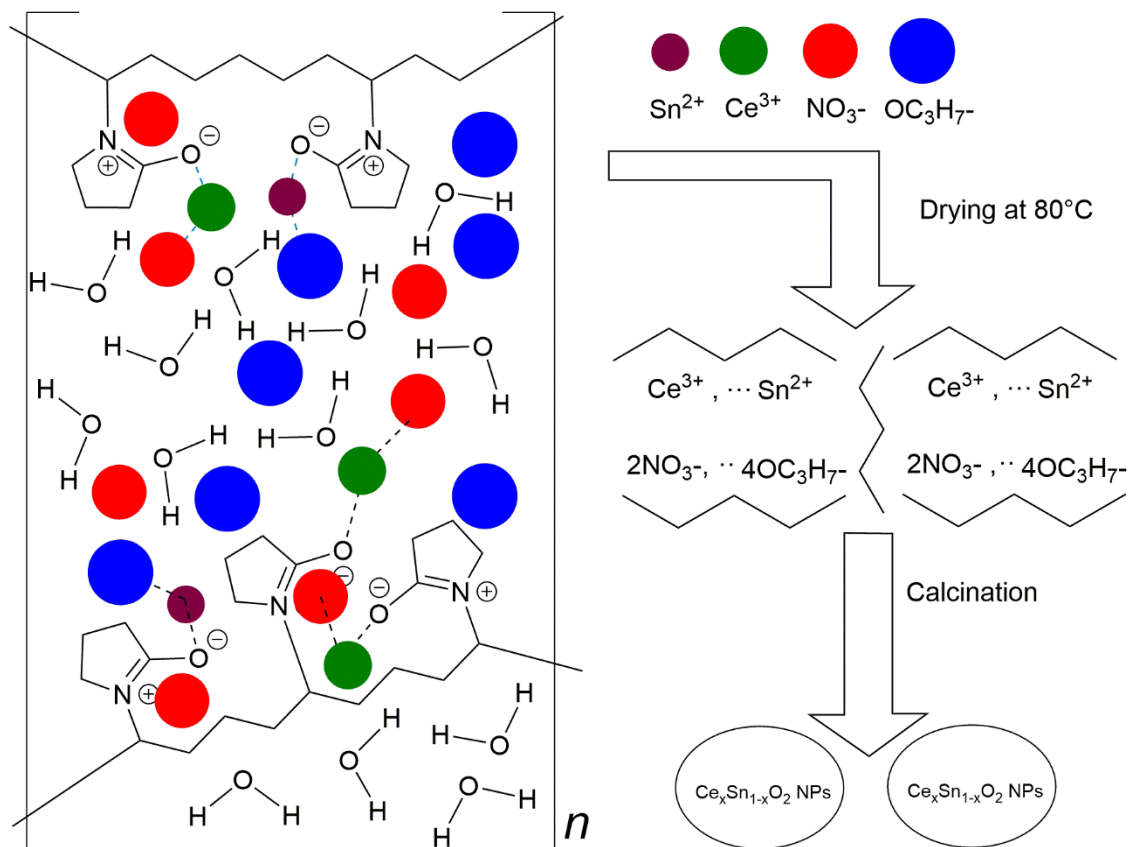 Sn²⁺ Ce³⁺ NO₃- OC₃H₇-
N ⊕ O ⊖
O ⊖ N ⊕
H O H
H O H
H O H
H O H
H O H
H O H
H O H
H O H
H O H
H O H
O ⊖ N
O ⊖ N ⊕
O ⊖ N ⊕
H O H
H O H
H O H
H O H
n
Drying at 80°C
Ce³⁺ , ··· Sn²⁺
2NO₃-, ·· 4OC₃H₇-
Ce³⁺ , ··· Sn²⁺
2NO₃- , ·· 4OC₃H₇-
Calcination
CeₓSn₁₋ₓO₂ NPs
CeₓSn₁₋ₓO₂ NPs